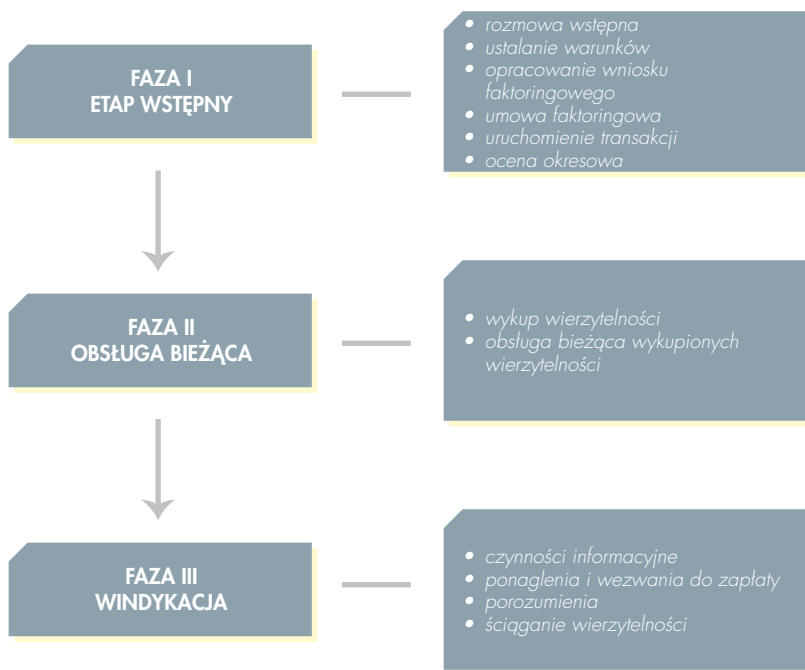 FAZA I
ETAP WSTĘPNY
• rozmowa wstępna
• ustalanie warunków
• opracowanie wniosku
faktoringowego
• umowa faktoringowa
• uruchomienie transakcji
• ocena okresowa
FAZA II
OBSŁUGA BIEŻĄCA
• wykup wierzytelności
• obsługa bieżąca wykupionych
wierzytelności
FAZA III
WINDYKACJA
• czynności informacyjne
• ponaglenia i wezwania do zapłaty
• porozumienia
• ściąganie wierzytelności